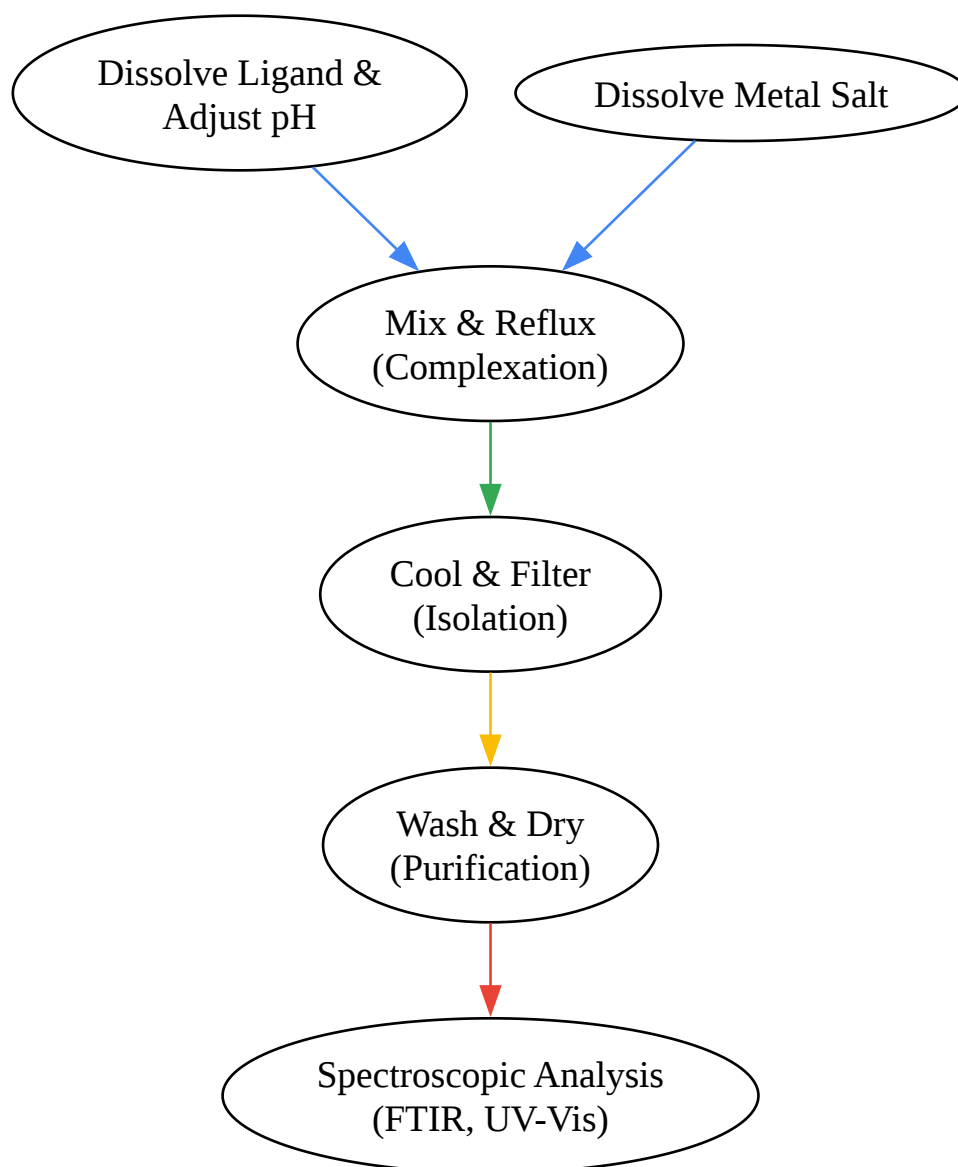 Dissolve Ligand &
Adjust pH
Dissolve Metal Salt
Mix & Reflux
(Complexation)
Cool & Filter
(Isolation)
Wash & Dry
(Purification)
Spectroscopic Analysis
(FTIR, UV-Vis)